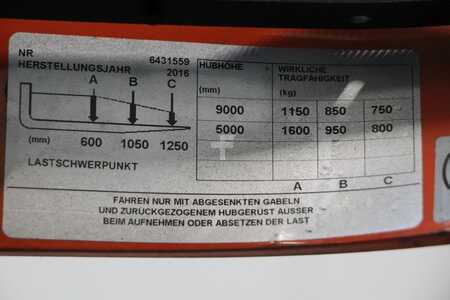 NR 6431559
HERSTELLUNGSJAHR 2016
A B C
(mm) 600 1050 1250
LASTSCHWERPUNKT
HUBHÖHE WIRKLICHE
TRAGFÄHIGKEIT
(mm) (kg)
9000 1150 850 750
5000 1600 950 800
A B C
FAHREN NUR MIT ABGESENKTEN GABELN
UND ZURÜCKGEZOGENEM HUBGERÜST AUSSER
BEIM AUFNEHMEN ODER ABSETZEN DER LAST